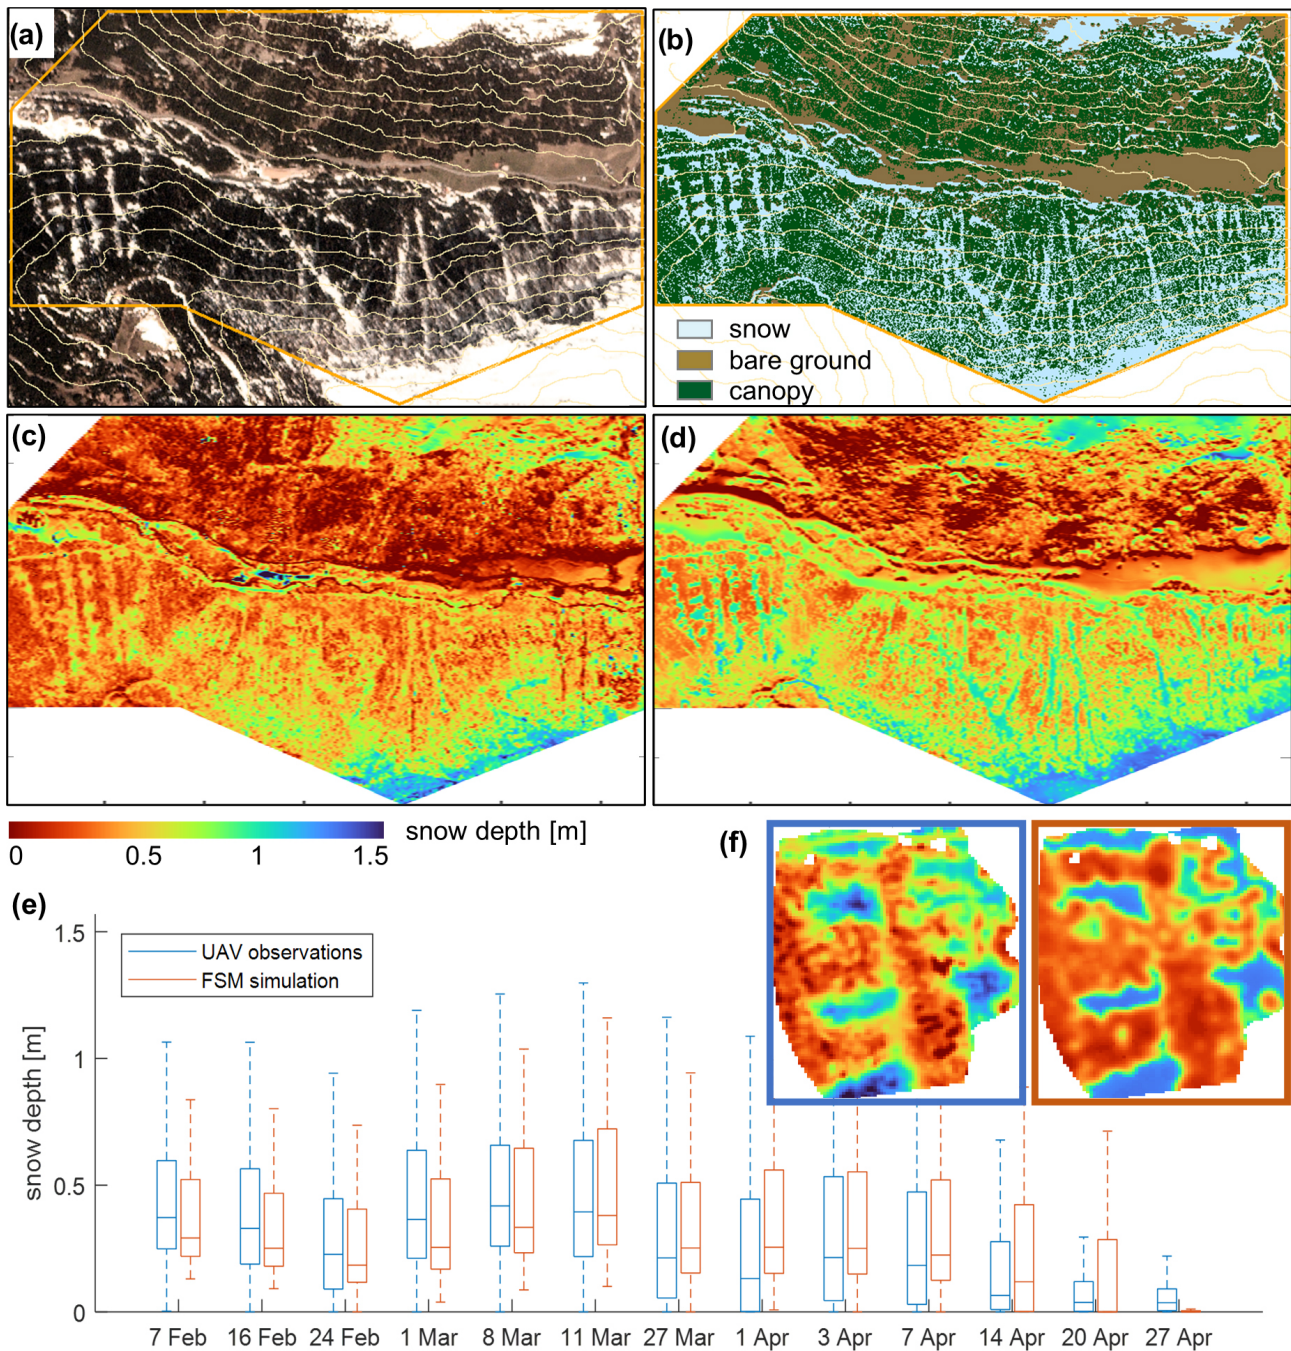 (a)
(b)
snow
bare ground
canopy
(c)
(d)
snow depth [m]
0 0.5 1 1.5
(f)
(e)
1.5
UAV observations
FSM simulation
1
0.5
0
snow depth [m]
7 Feb 16 Feb 24 Feb 1 Mar 8 Mar 11 Mar 27 Mar 1 Apr 3 Apr 7 Apr 14 Apr 20 Apr 27 Apr